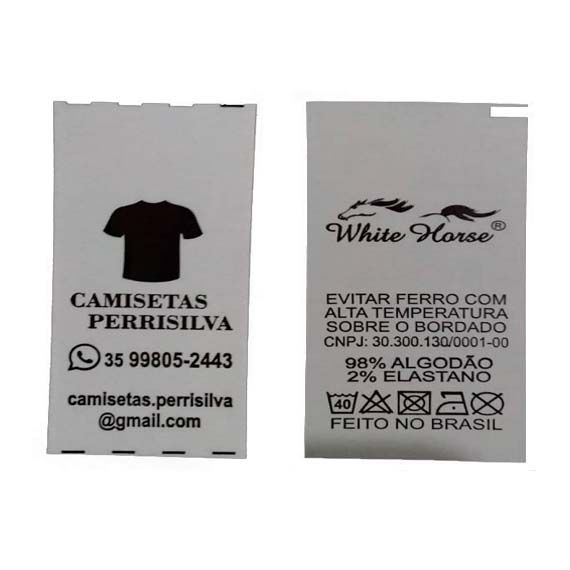 CAMISETAS
PERRISILVA
35 99805-2443
camisetas.perrisilva
@gmail.com
White Horse®
EVITAR FERRO COM
ALTA TEMPERATURA
SOBRE O BORDADO
CNPJ: 30.300.130/0001-00
98% ALGODÃO
2% ELASTANO
40
FEITO NO BRASIL